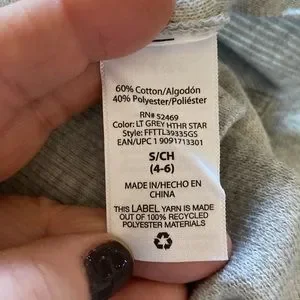 60% Cotton/Algodón
40% Polyester/Poliéster
RN# 52469
Color: LT GREY HTHR STAR
Style: FFTTL39335GS
EAN/UPC 1 9091713301
S/CH
(4-6)
MADE IN/HECHO EN
CHINA
THIS LABEL YARN IS MADE
OUT OF 100% RECYCLED
POLYESTER MATERIALS